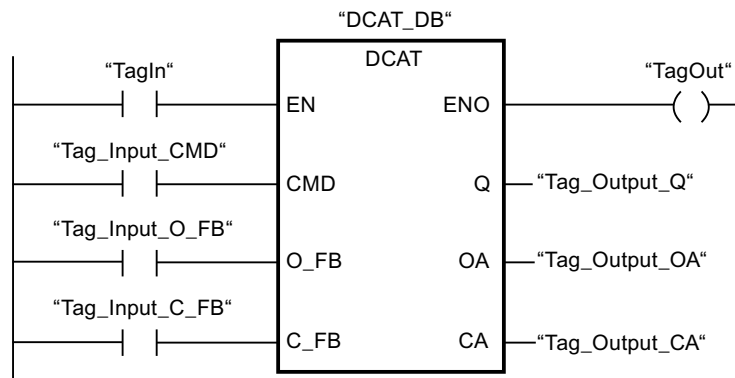 “DCAT_DB“
DCAT
“TagIn“
EN
ENO
“TagOut“
“Tag_Input_CMD“
CMD
Q
“Tag_Output_Q“
“Tag_Input_O_FB“
O_FB
OA
“Tag_Output_OA“
“Tag_Input_C_FB“
C_FB
CA
“Tag_Output_CA“